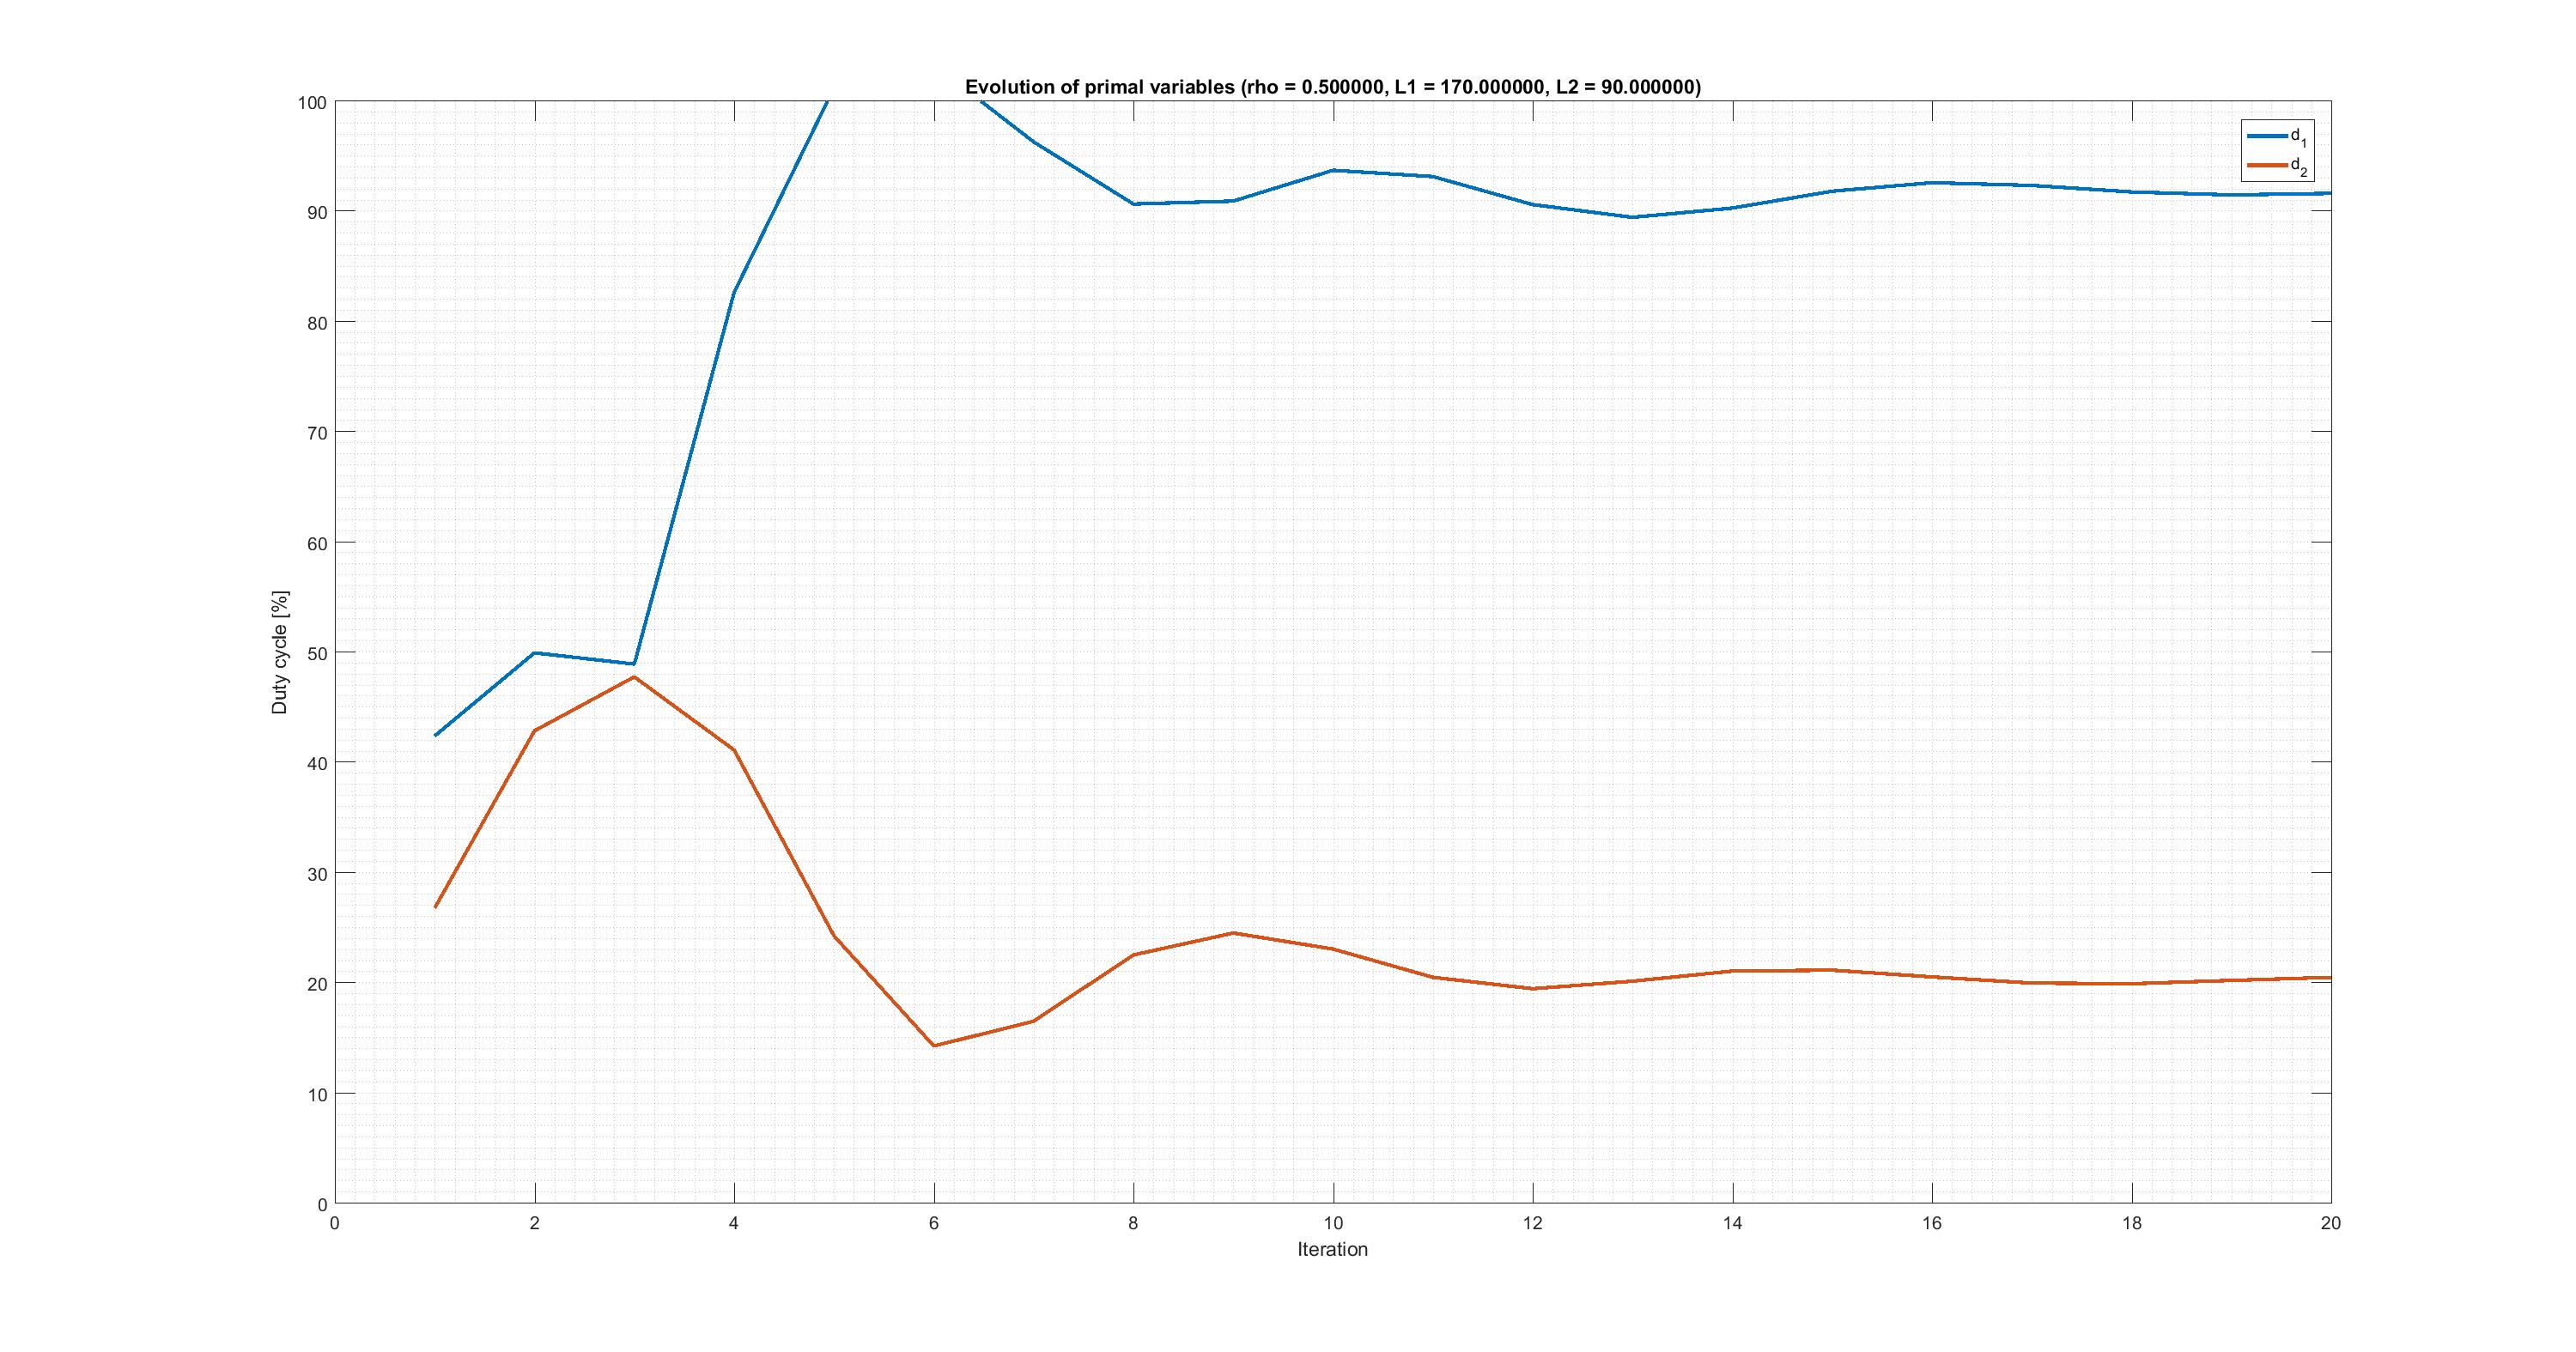 Evolution of primal variables (rho = 0.500000, L1 = 170.000000, L2 = 90.000000)
d1
d2
Duty cycle [%]
100
90
80
70
60
50
40
30
20
10
0
0 2 4 6 8 10 12 14 16 18 20
Iteration